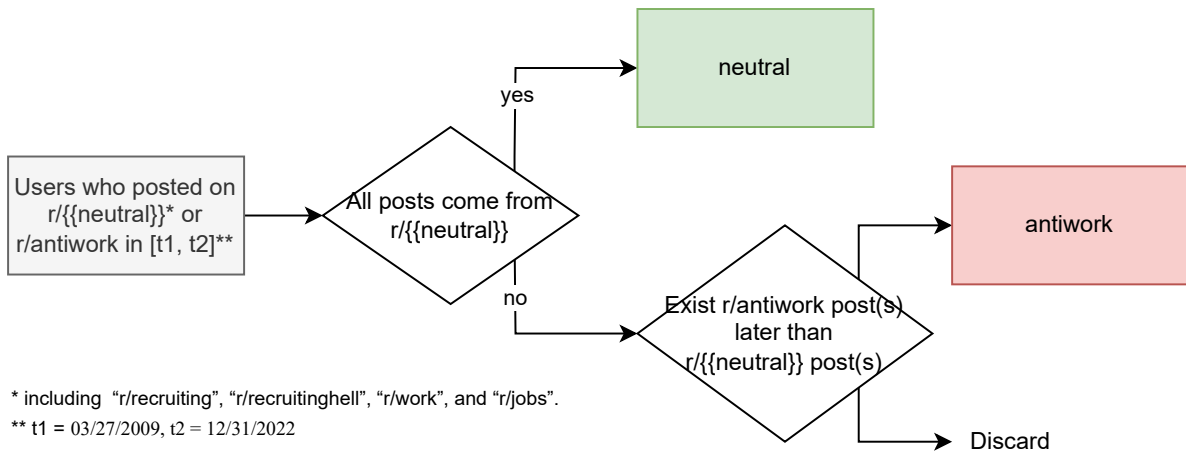 neutral
yes
Users who posted on
r/{{neutral}}* or
r/antiwork in [t1, t2]**
All posts come from
r/{{neutral}}
antiwork
no
Exist r/antiwork post(s)
later than
r/{{neutral}} post(s)
* including “r/recruiting”, “r/recruitinghell”, “r/work”, and “r/jobs”.
** t1 = 03/27/2009, t2 = 12/31/2022
Discard